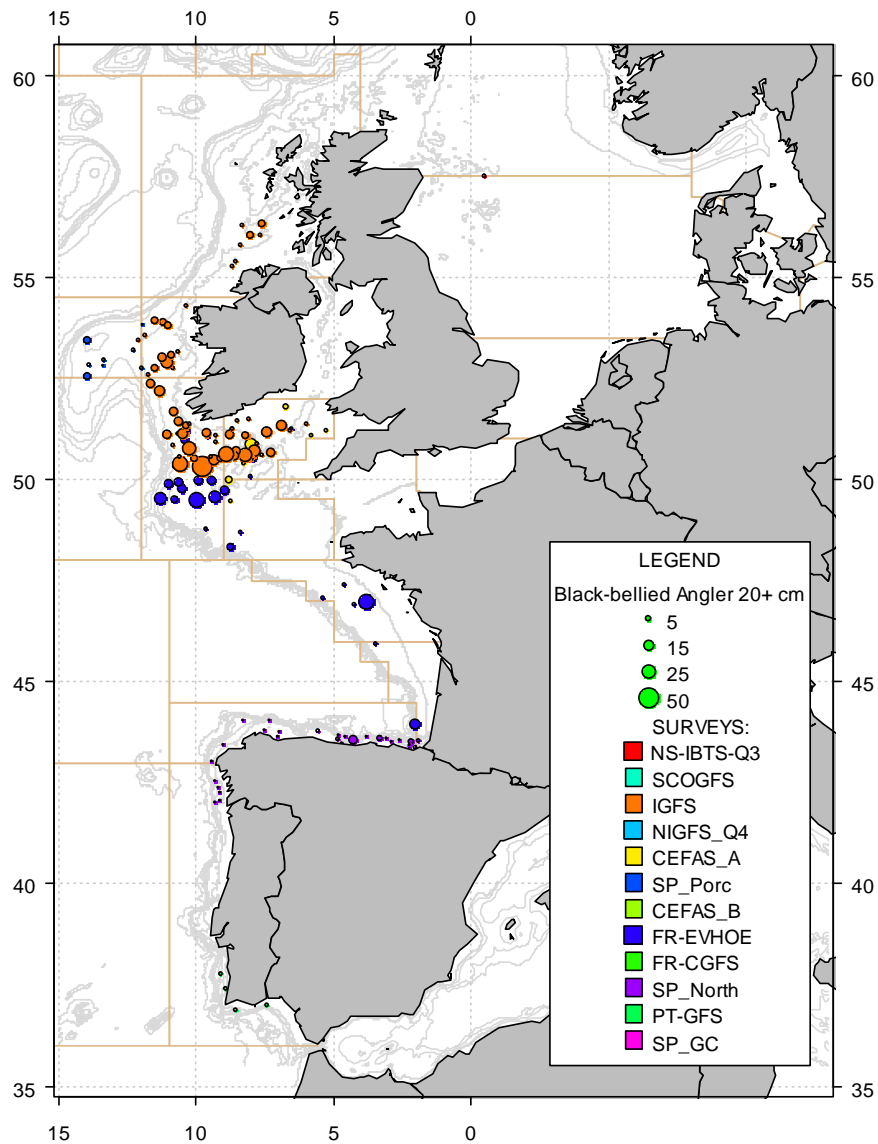 15 10 5 0
60 60
55 55
50 50
LEGEND
Black-bellied Angler 20+ cm
5
15
25
50
45 45
SURVEYS:
NS-IBTS-Q3
SCOGFS
IGFS
NIGFS_Q4
CEFAS_A
SP_Porc
CEFAS_B
FR-EVHOE
FR-CGFS
SP_North
PT-GFS
SP_GC
40 40
35 35
15 10 5 0